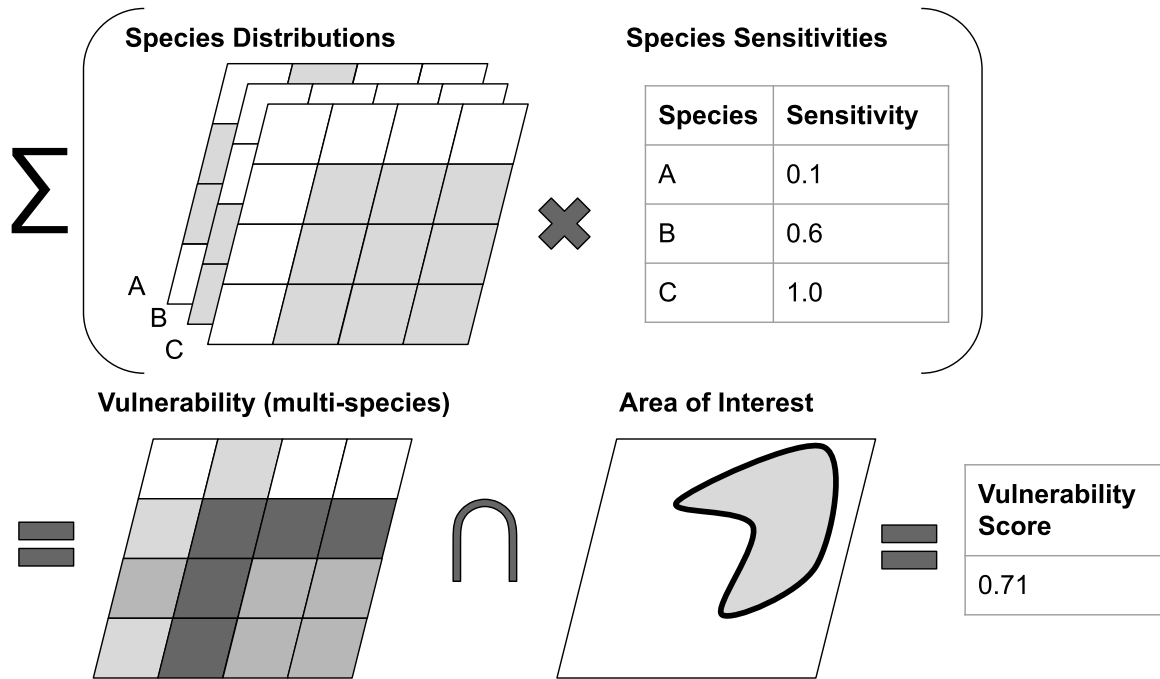 Species Distributions
Species Sensitivities
∑
A
B
C
Species Sensitivity
A 0.1
B 0.6
C 1.0
Vulnerability (multi-species)
Area of Interest
Vulnerability
Score
0.71